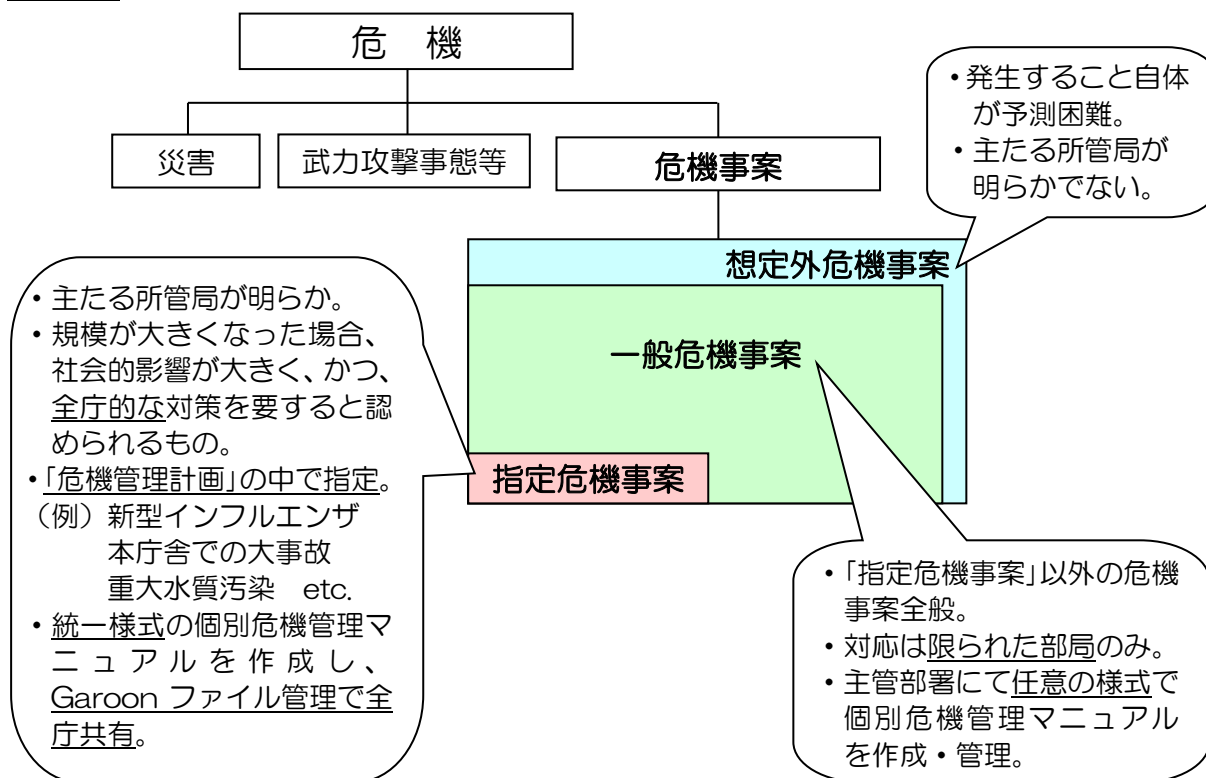 危　機
災害
武力攻撃事態等
危機事案
・発生すること自体
が予測困難。
・主たる所管局が
明らかでない。
想定外危機事案
一般危機事案
指定危機事案
・主たる所管局が明らか。
・規模が大きくなった場合、
社会的影響が大きく、かつ、
全庁的な対策を要すると認
められるもの。
・「危機管理計画」の中で指定。
（例）新型インフルエンザ
本庁舎での大事故
重大水質汚染　etc.
・統一様式の個別危機管理マ
ニュアルを作成し、
Garoon ファイル管理で全
庁共有。
・「指定危機事案」以外の危機
事案全般。
・対応は限られた部局のみ。
・主管部署にて任意の様式で
個別危機管理マニュアル
を作成・管理。